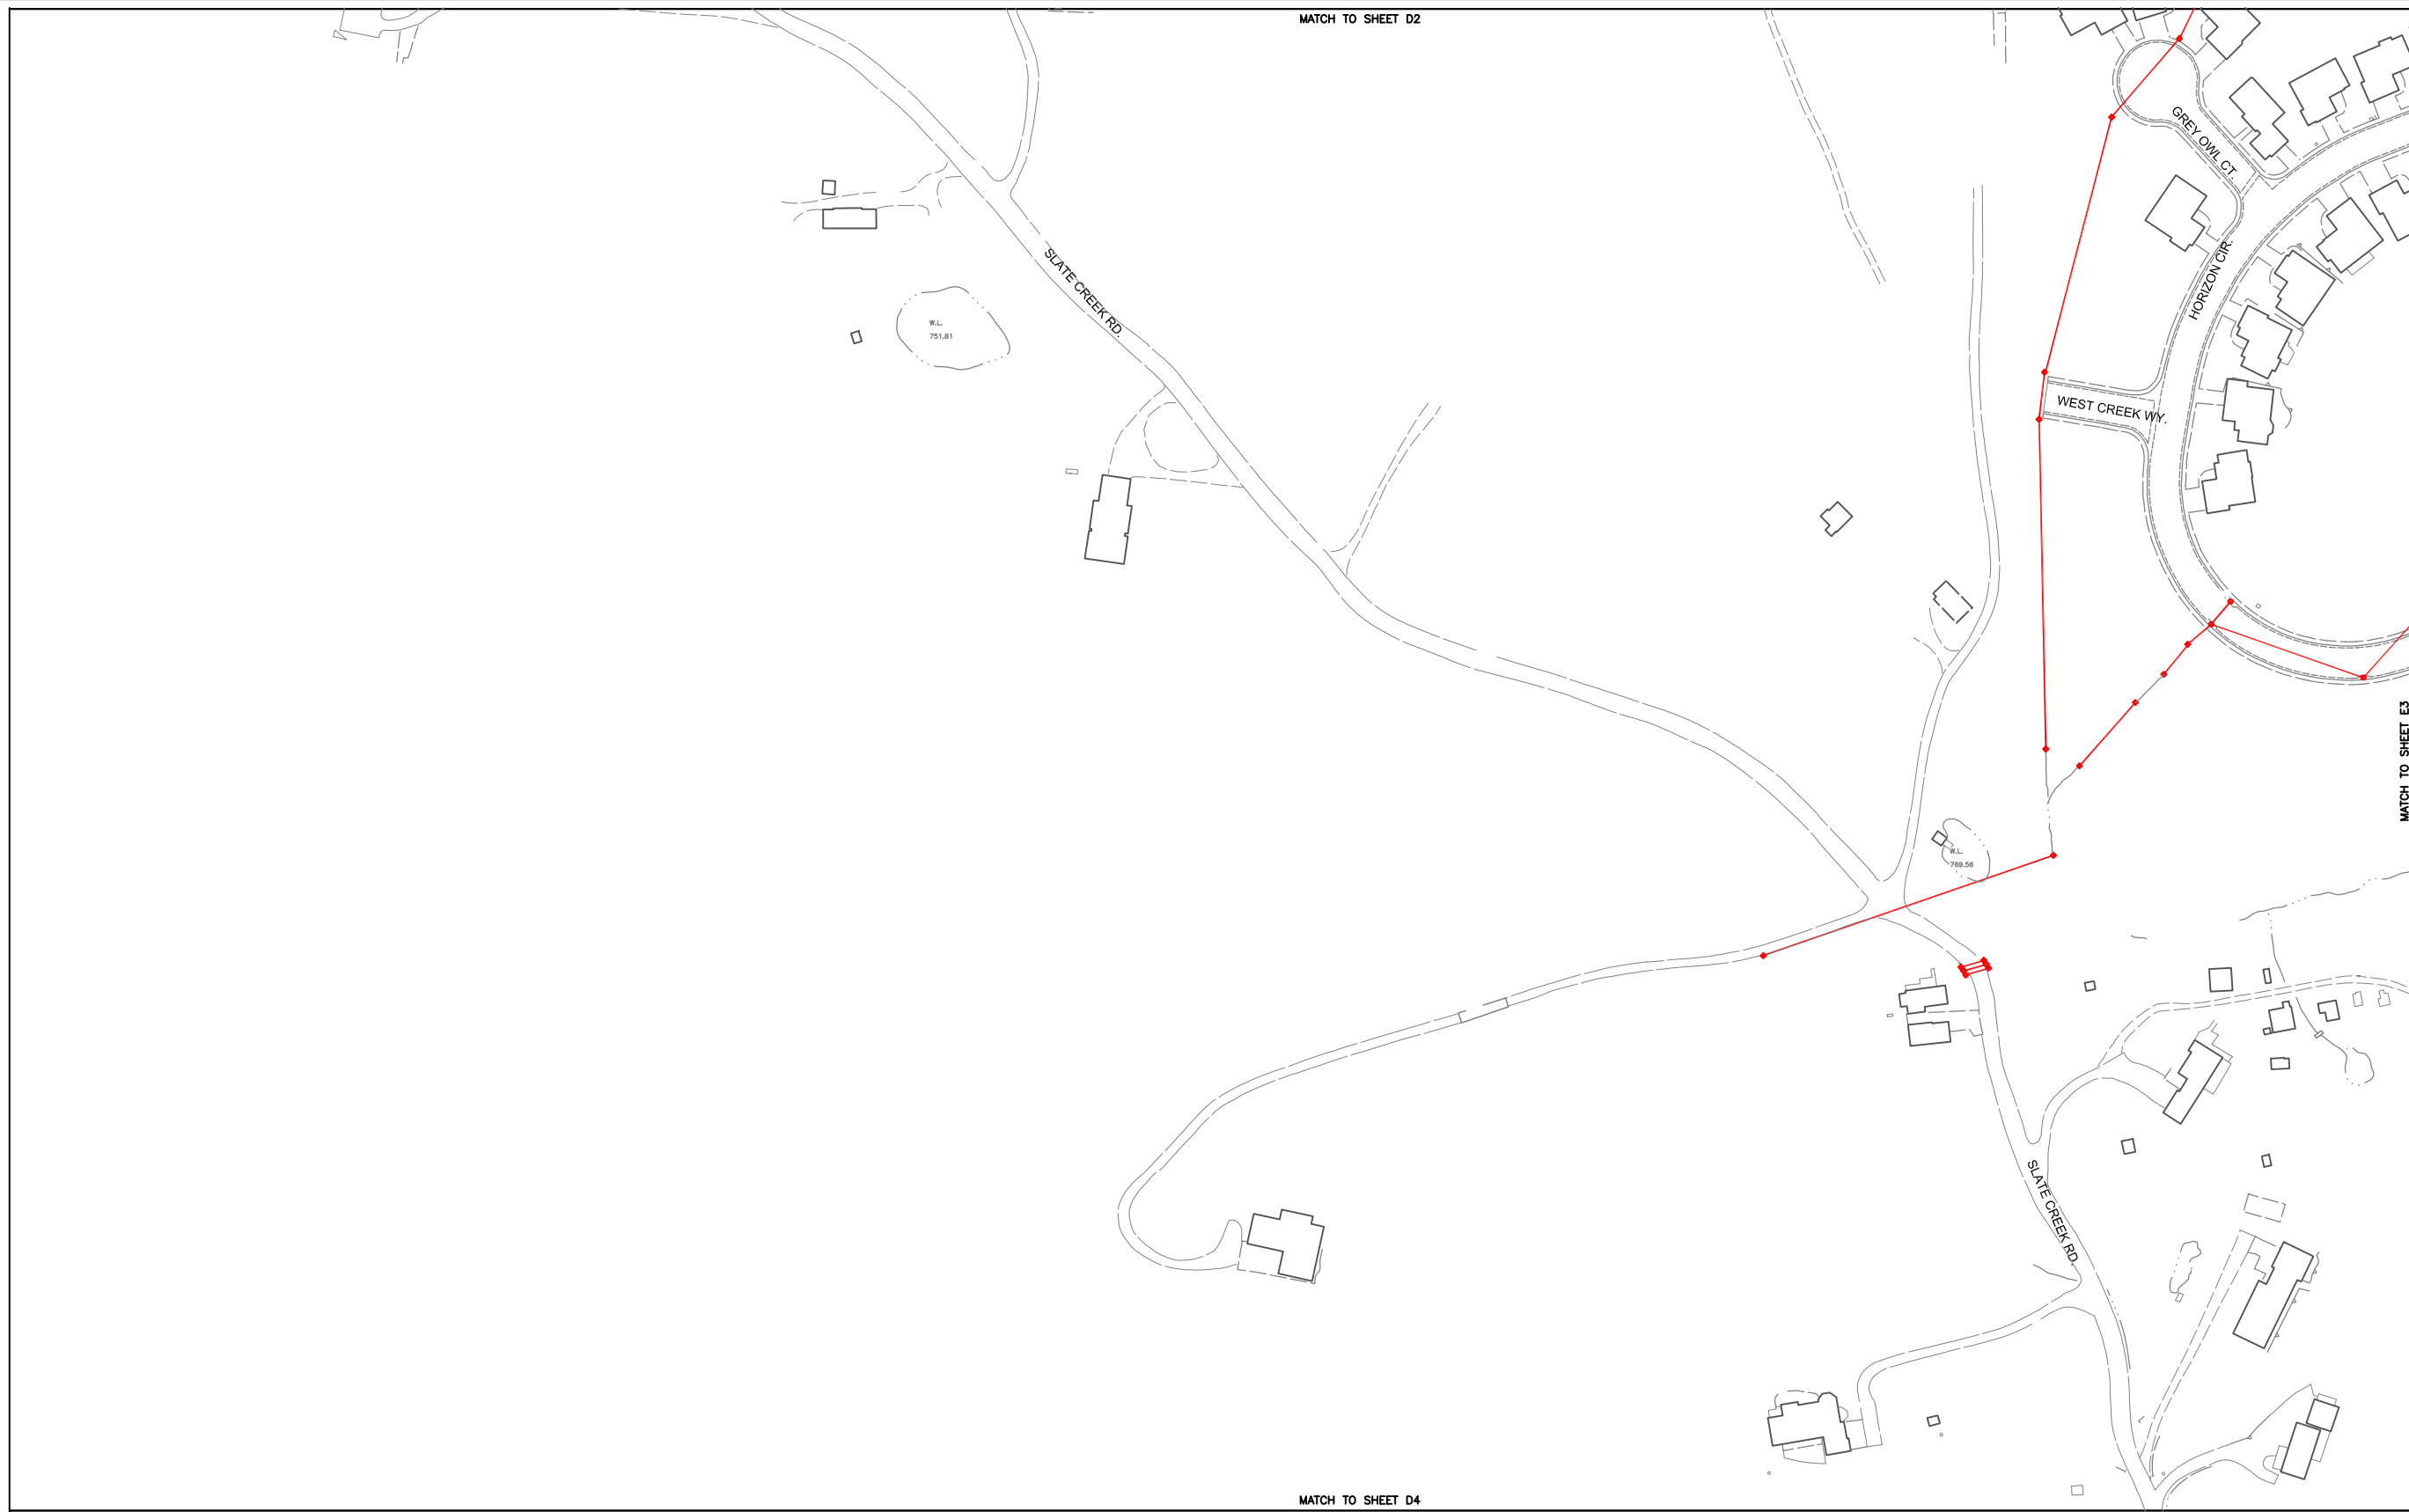 MATCH TO SHEET D2
GREY OWL CT.
HORIZON CIR.
SLATE CREEK RD.
W.L.
751.81
WEST CREEK WY.
MATCH TO SHEET E3
W.L.
769.56
SLATE CREEK RD.
MATCH TO SHEET D4